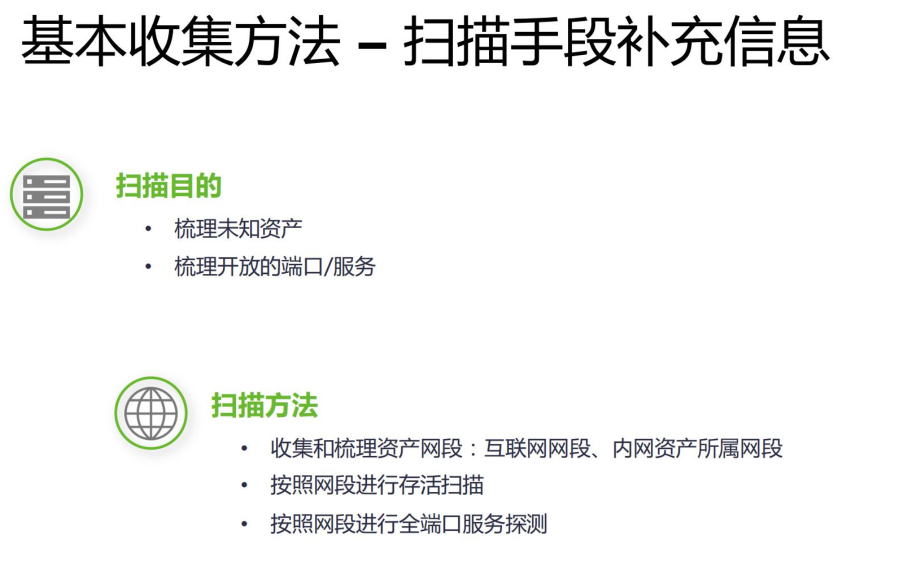 基本收集方法 – 扫描手段补充信息
扫描目的
• 梳理未知资产
• 梳理开放的端口/服务
扫描方法
• 收集和梳理资产网段：互联网网段、内网资产所属网段
• 按照网段进行存活扫描
• 按照网段进行全端口服务探测